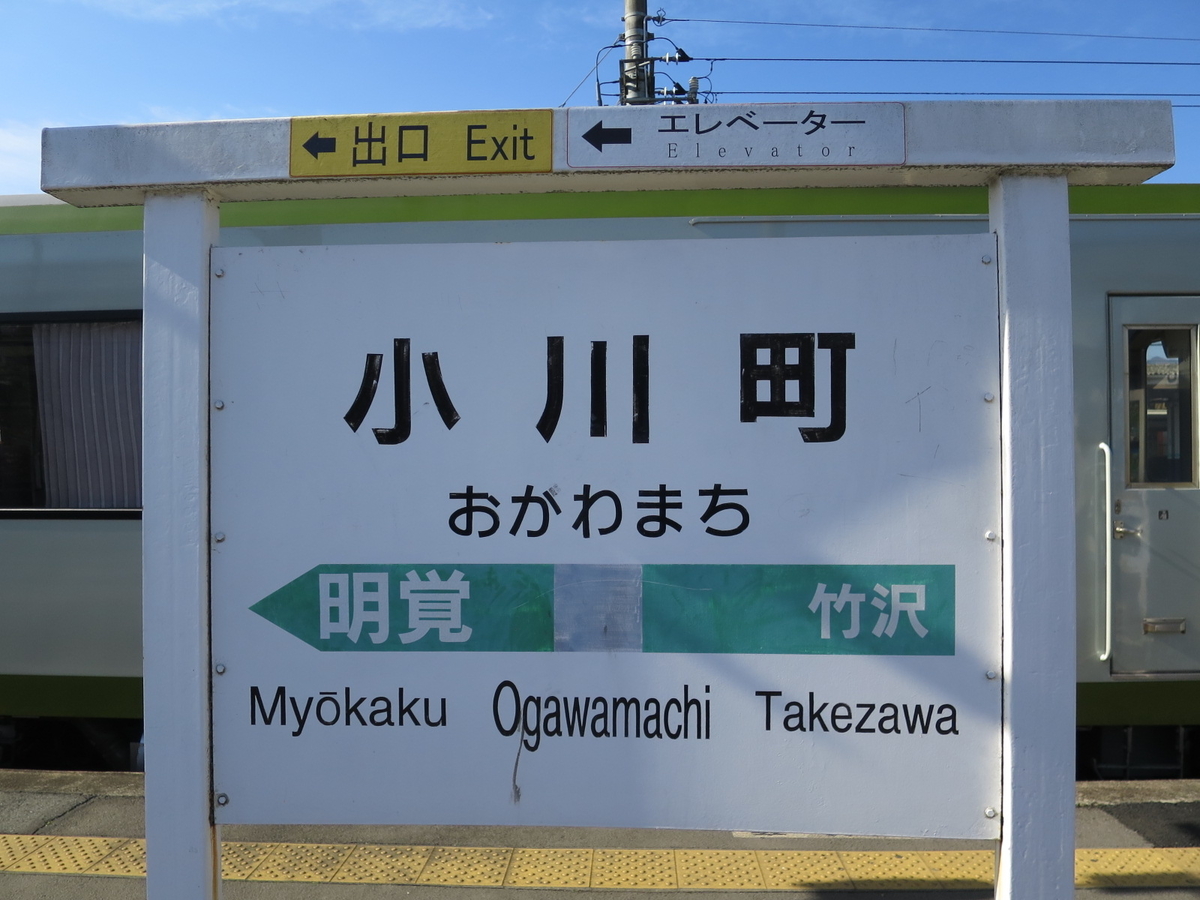 ← 出口 Exit ← エレベーター
Elevator
小川町
おがわまち
明覚 竹沢
Myōkaku Ogawamachi Takezawa